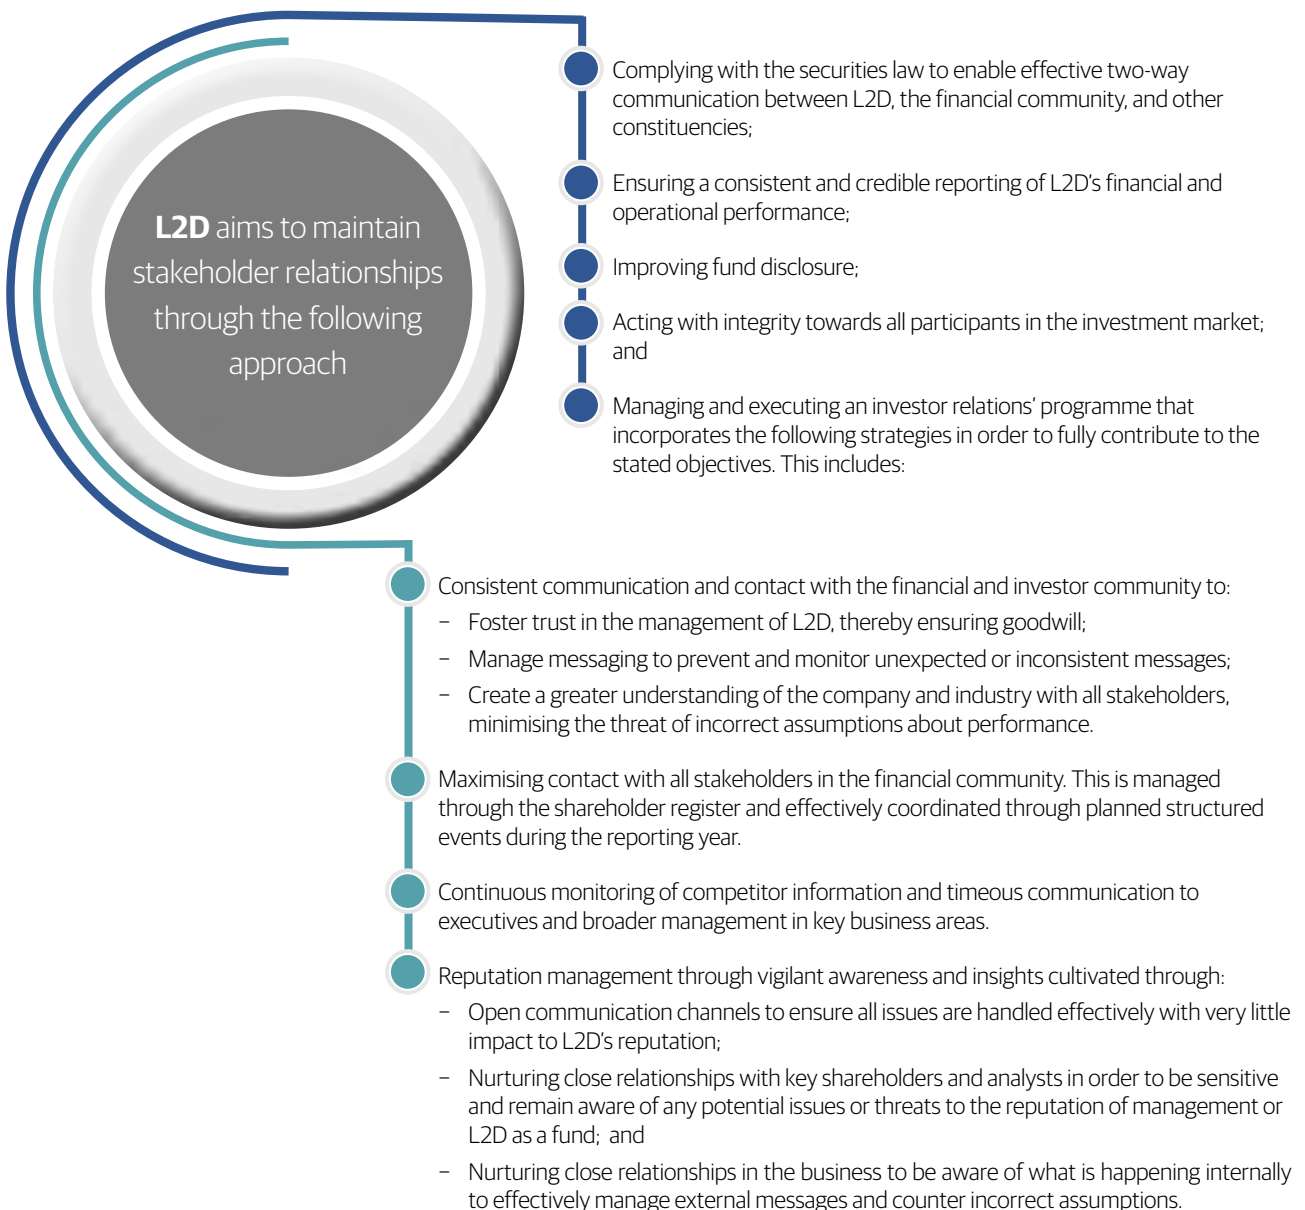 L2D aims to maintain
stakeholder relationships
through the following
approach
Complying with the securities law to enable effective two-way
communication between L2D, the financial community, and other
constituencies;
Ensuring a consistent and credible reporting of L2D's financial and
operational performance;
Improving fund disclosure;
Acting with integrity towards all participants in the investment market;
and
Managing and executing an investor relations' programme that
incorporates the following strategies in order to fully contribute to the
stated objectives. This includes:
Consistent communication and contact with the financial and investor community to:
– Foster trust in the management of L2D, thereby ensuring goodwill;
– Manage messaging to prevent and monitor unexpected or inconsistent messages;
– Create a greater understanding of the company and industry with all stakeholders,
minimising the threat of incorrect assumptions about performance.
Maximising contact with all stakeholders in the financial community. This is managed
through the shareholder register and effectively coordinated through planned structured
events during the reporting year.
Continuous monitoring of competitor information and timeous communication to
executives and broader management in key business areas.
Reputation management through vigilant awareness and insights cultivated through:
– Open communication channels to ensure all issues are handled effectively with very little
impact to L2D's reputation;
– Nurturing close relationships with key shareholders and analysts in order to be sensitive
and remain aware of any potential issues or threats to the reputation of management or
L2D as a fund; and
– Nurturing close relationships in the business to be aware of what is happening internally
to effectively manage external messages and counter incorrect assumptions.